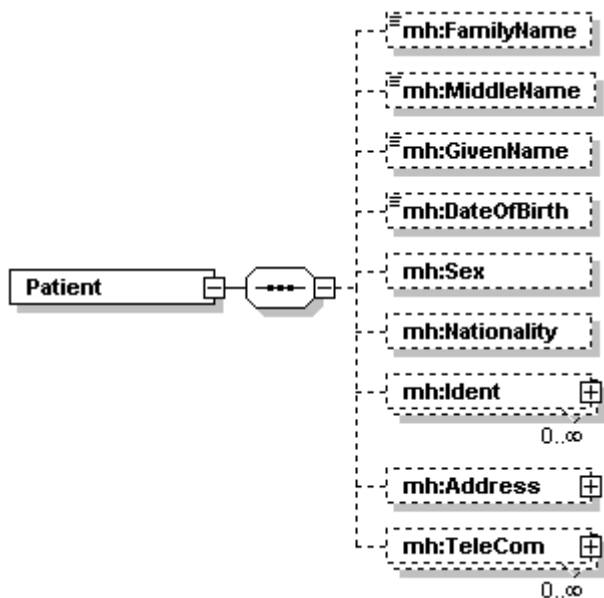 mh:FamilyName
mh:MiddleName
mh:GivenName
mh:DateOfBirth
Patient
mh:Sex
mh:Nationality
mh:Ident
0..∞
mh:Address
mh:TeleCom
0..∞